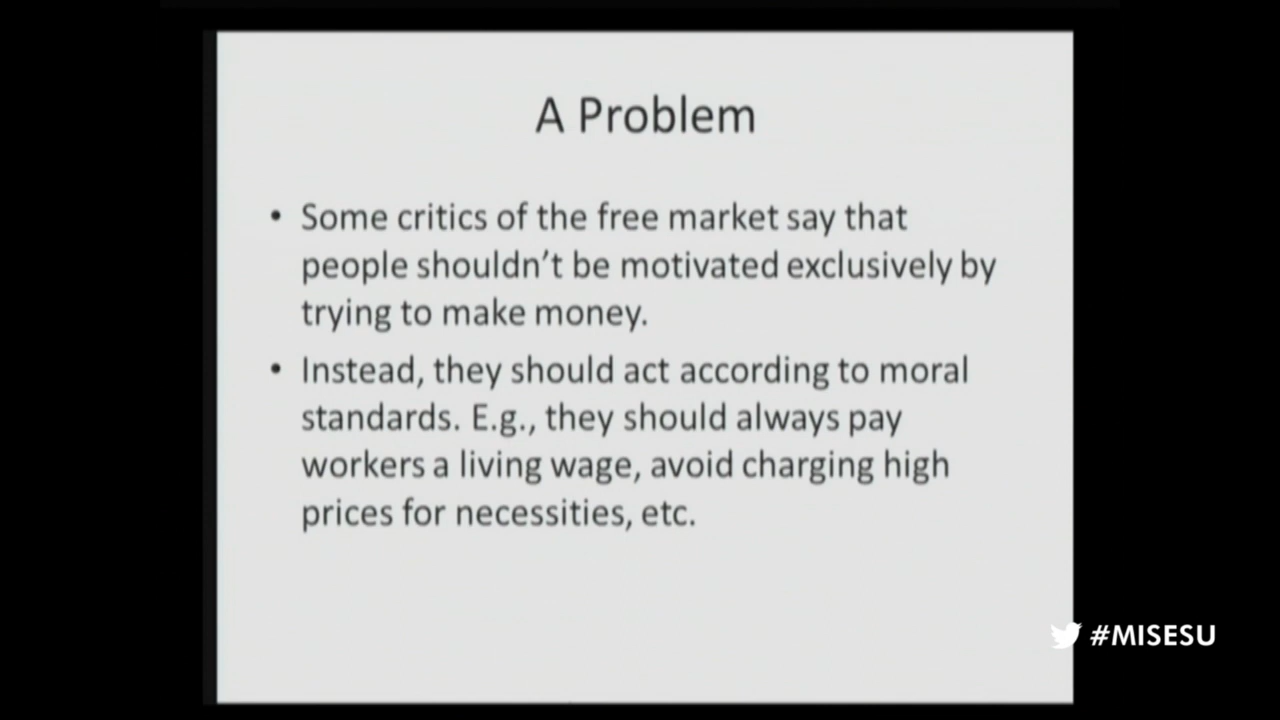 A Problem
• Some critics of the free market say that
people shouldn't be motivated exclusively by
trying to make money.
• Instead, they should act according to moral
standards. E.g., they should always pay
workers a living wage, avoid charging high
prices for necessities, etc.
#MISESU